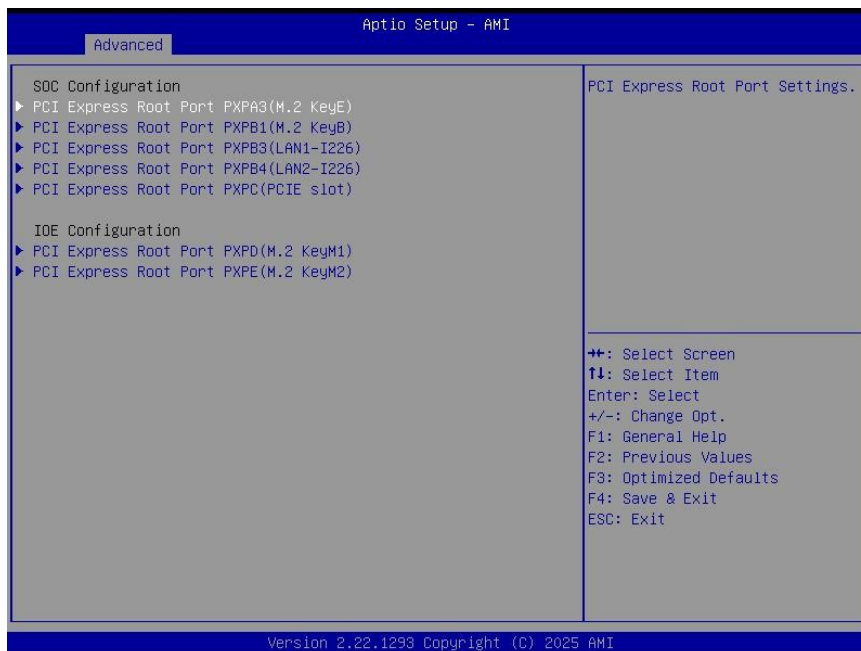 Aptio Setup - AMI
Advanced
SOC Configuration
PCI Express Root Port PXPA3(M.2 KeyE)
PCI Express Root Port PXPB1(M.2 KeyB)
PCI Express Root Port PXPB3(LAN1-I226)
PCI Express Root Port PXPB4(LAN2-I226)
PCI Express Root Port PXPC(PCIE slot)
IOE Configuration
PCI Express Root Port PXPD(M.2 KeyM1)
PCI Express Root Port PXPE(M.2 KeyM2)
PCI Express Root Port Settings.
→←: Select Screen
↑↓: Select Item
Enter: Select
+/-: Change Opt.
F1: General Help
F2: Previous Values
F3: Optimized Defaults
F4: Save & Exit
ESC: Exit
Version 2.22.1293 Copyright (C) 2025 AMI